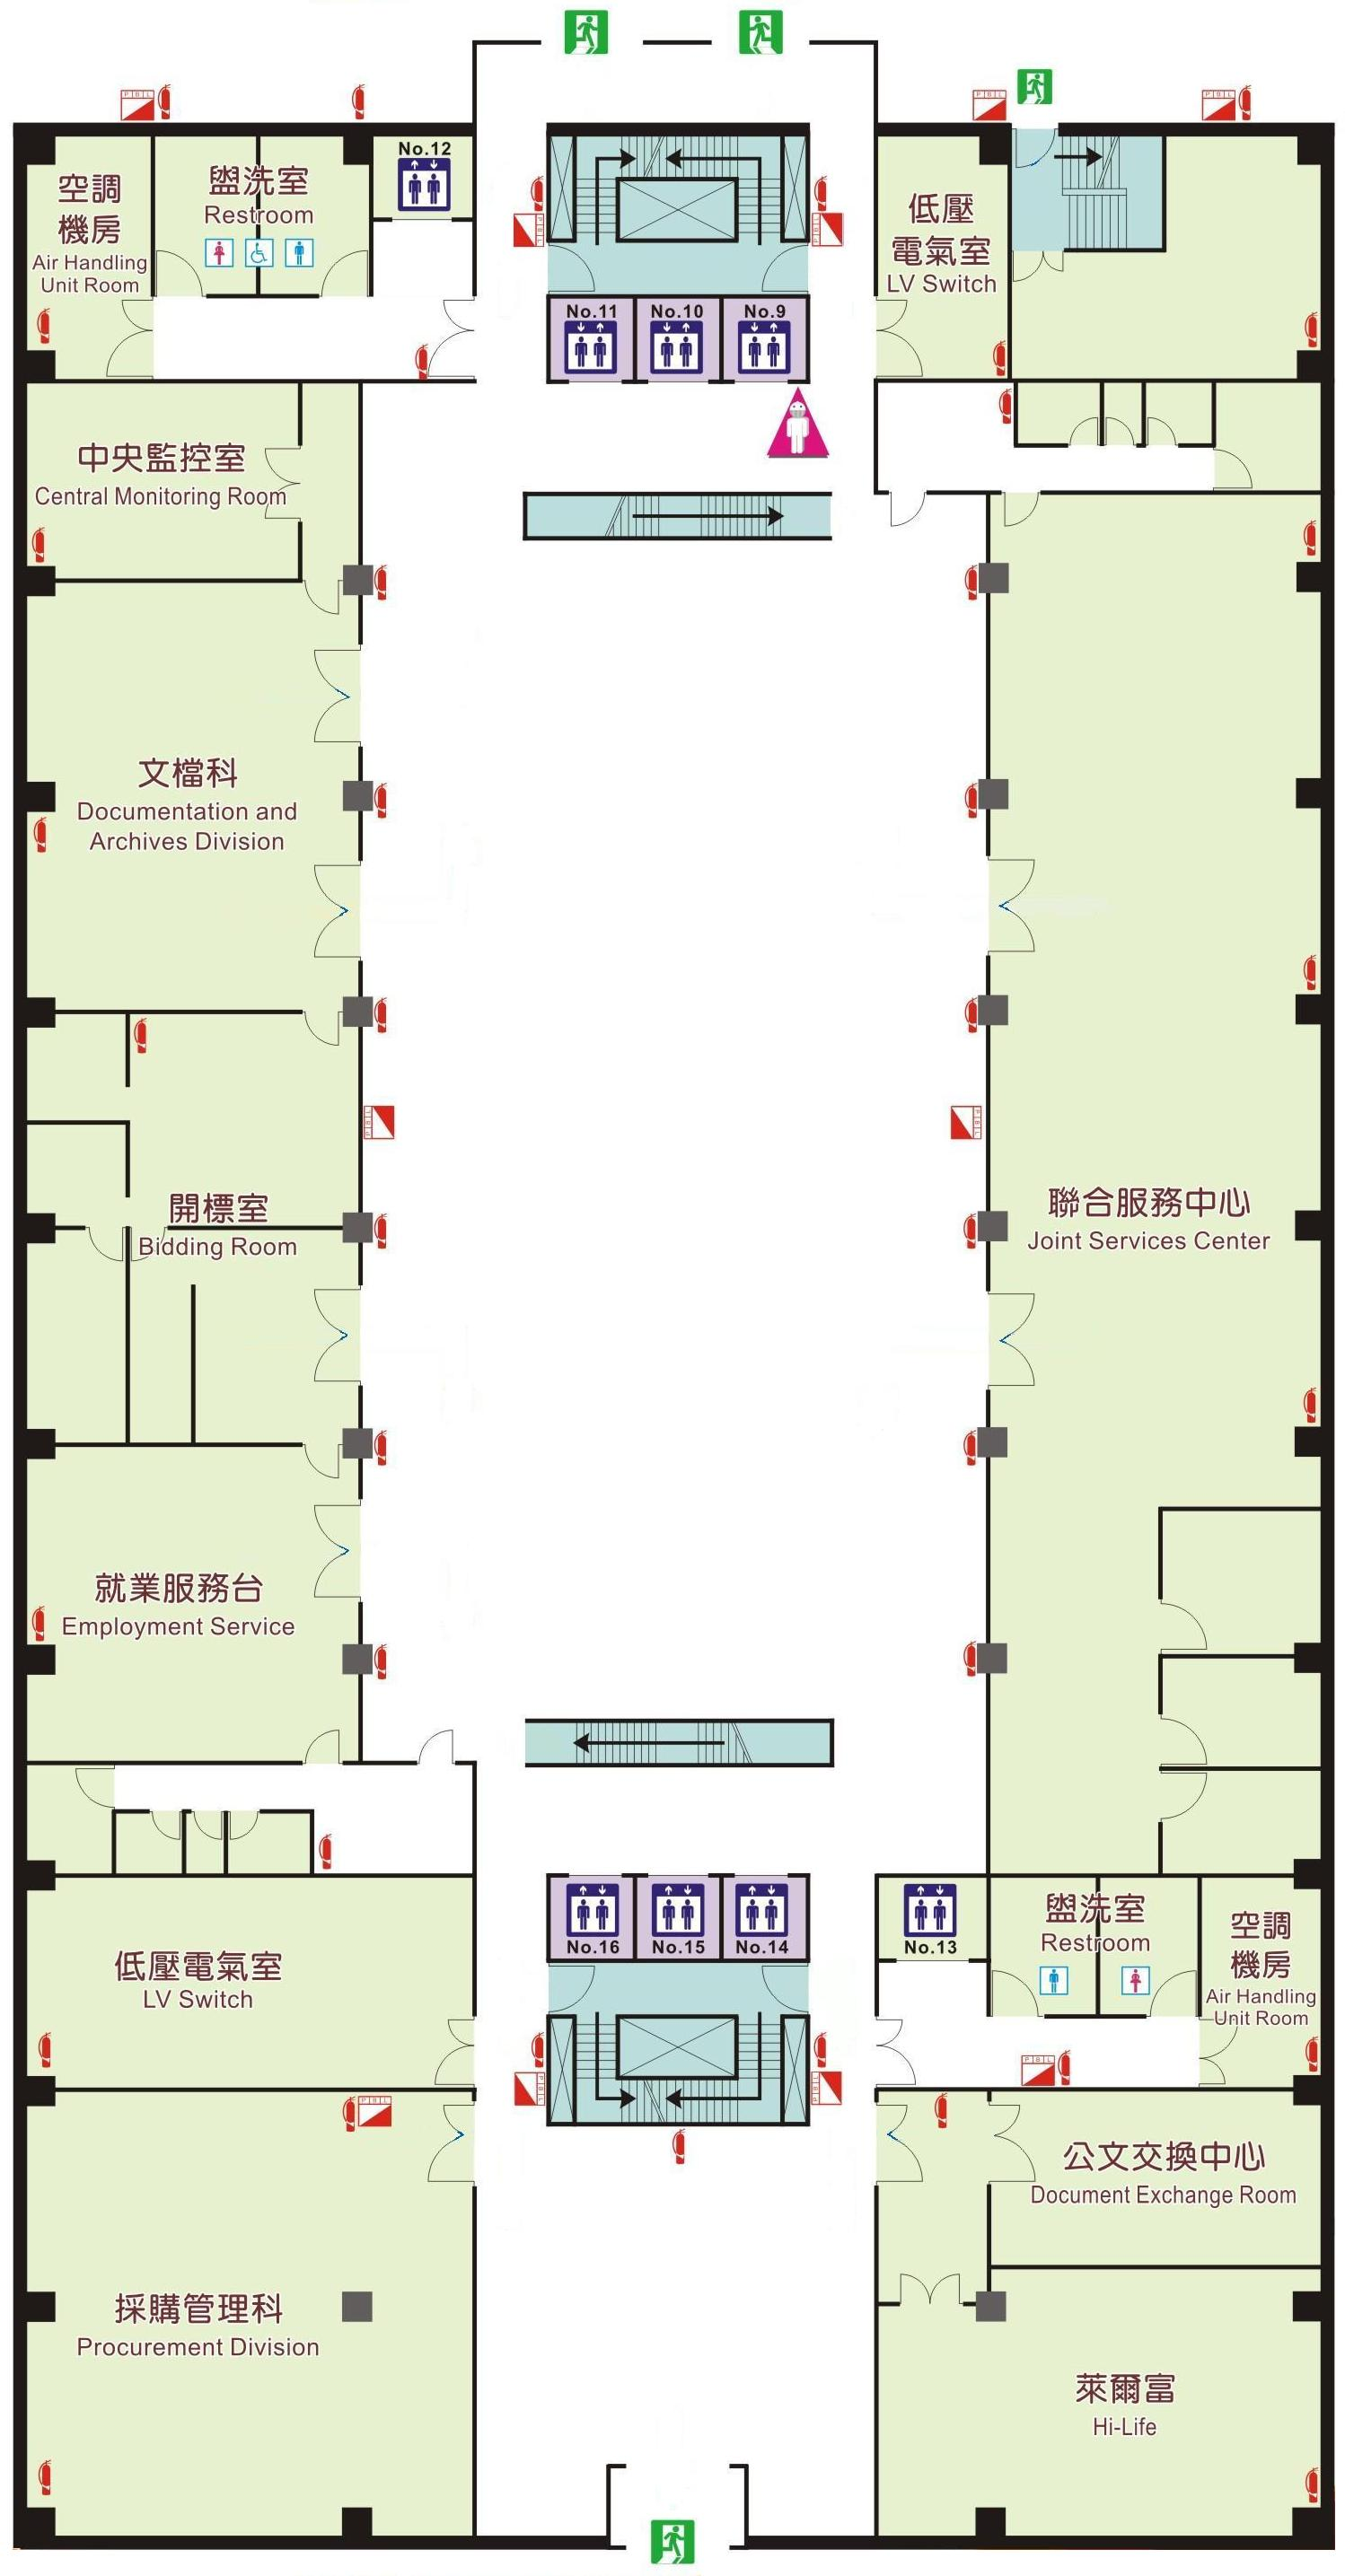 No.12
空調
機房
Air Handling
Unit Room
盥洗室
Restroom
低壓
電氣室
LV Switch
No.11
No.10
No.9
中央監控室
Central Monitoring Room
文檔科
Documentation and
Archives Division
開標室
Bidding Room
聯合服務中心
Joint Services Center
就業服務台
Employment Service
No.16
No.15
No.14
No.13
盥洗室
Restroom
空調
機房
Air Handling
Unit Room
低壓電氣室
LV Switch
公文交換中心
Document Exchange Room
採購管理科
Procurement Division
萊爾富
Hi-Life